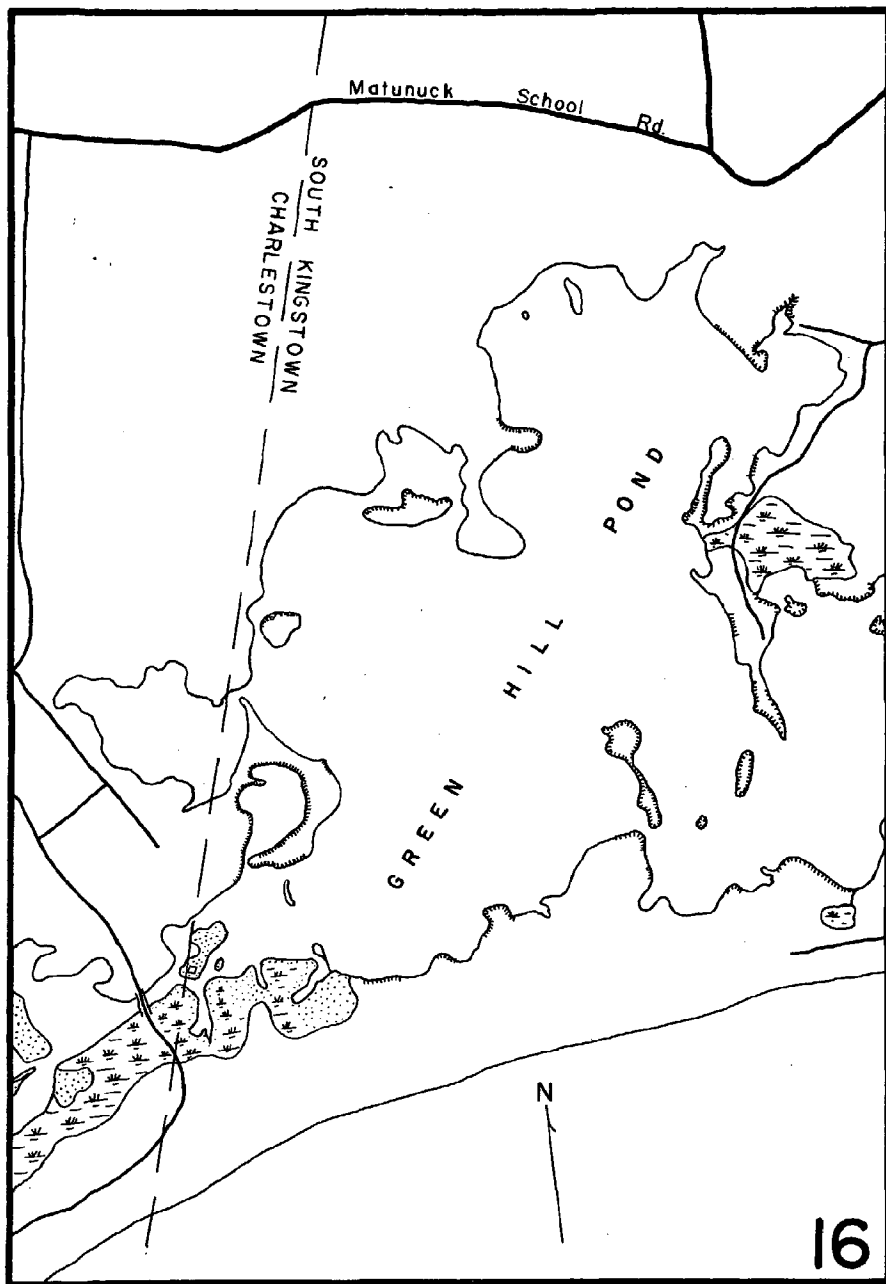 Matunuck School Rd.
SOUTH KINGSTOWN
CHARLESTOWN
GREEN HILL POND
N
16